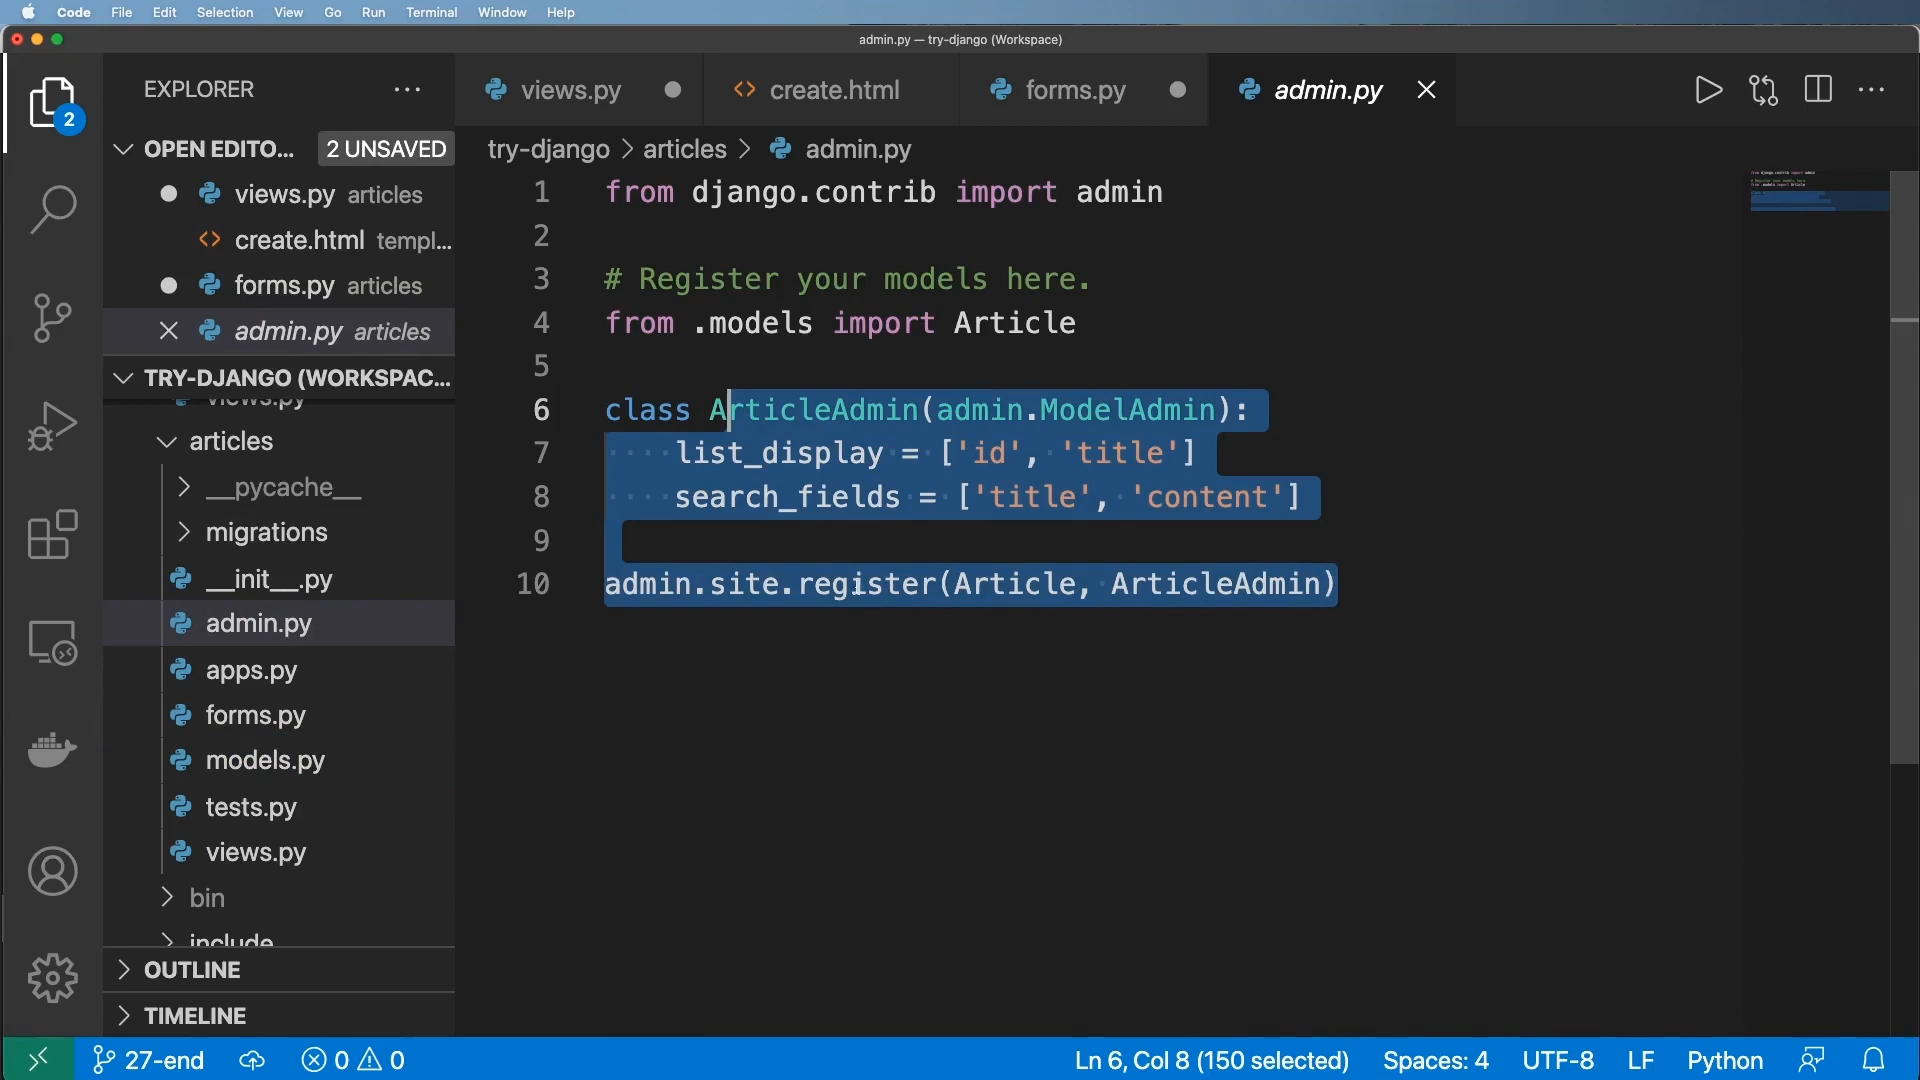 Code File Edit Selection View Go Run Terminal Window Help
admin.py — try-django (Workspace)
EXPLORER
views.py
create.html
forms.py
admin.py
2
OPEN EDITO... 2 UNSAVED
views.py articles
create.html templ...
forms.py articles
admin.py articles
TRY-DJANGO (WORKSPAC...
views.py
articles
__pycache__
migrations
__init__.py
admin.py
apps.py
forms.py
models.py
tests.py
views.py
bin
include
OUTLINE
TIMELINE
try-django > articles > admin.py
1 from django.contrib import admin
2
3 # Register your models here.
4 from .models import Article
5
6 class ArticleAdmin(admin.ModelAdmin):
7     list_display = ['id', 'title']
8     search_fields = ['title', 'content']
9
10 admin.site.register(Article, ArticleAdmin)
27-end 0 0 Ln 6, Col 8 (150 selected) Spaces: 4 UTF-8 LF Python